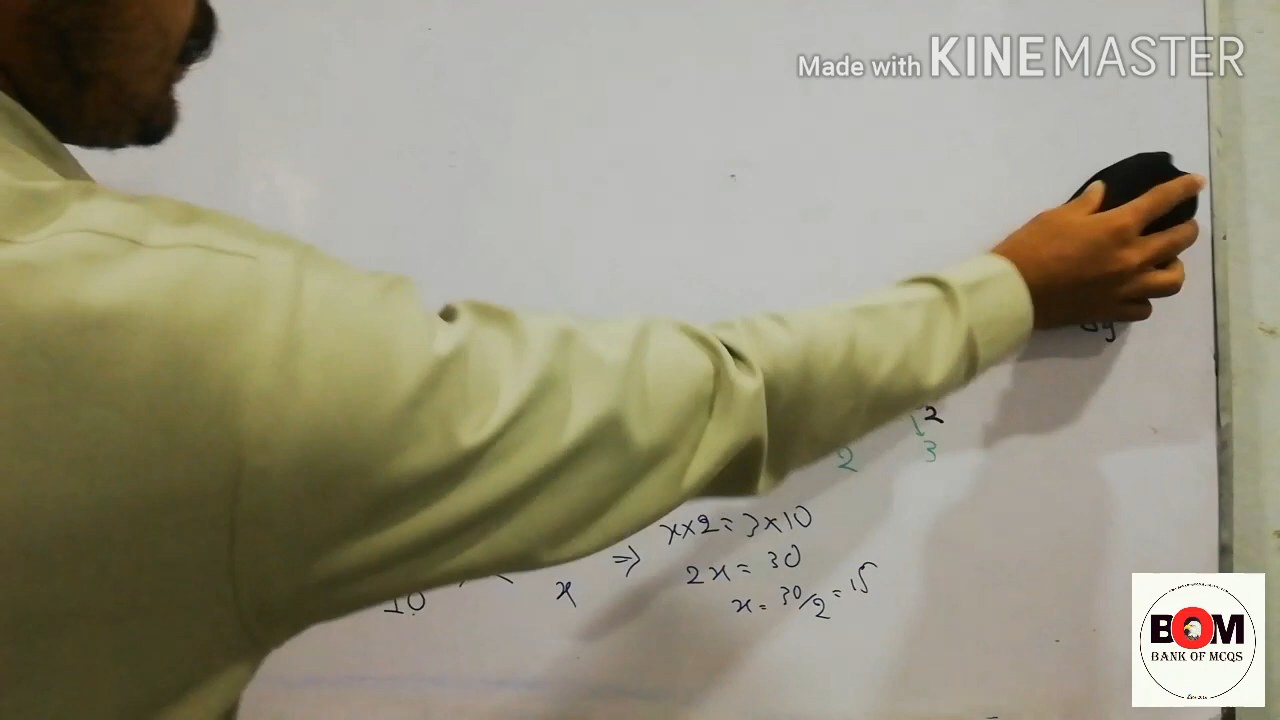 Made with KINEMASTER
2
2 3
x×2=3×10
10 x ⇒ 2x=30
x=30/2=15
BOM
BANK OF MCQS